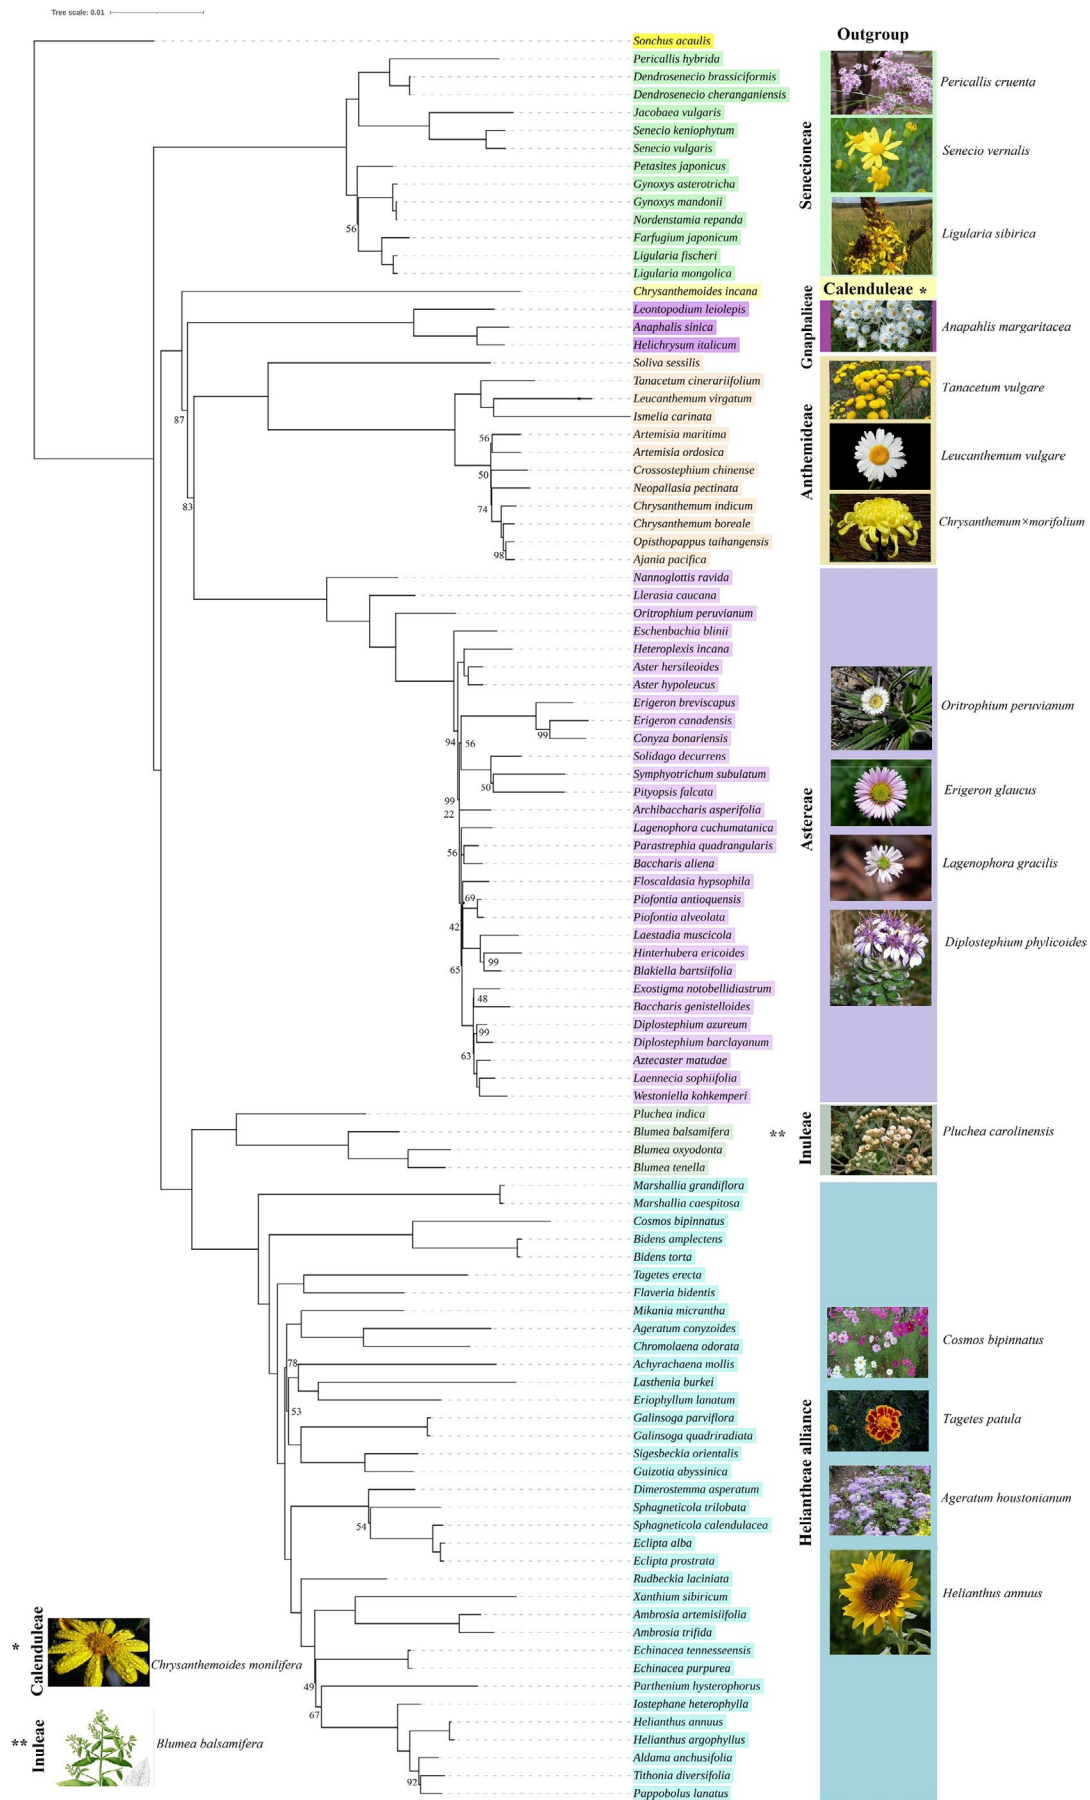 Tree scale: 0.01
Sonchus acaulis
Pericallis hybrida
Dendrosenecio brassiciformis
Dendrosenecio cheranganiensis
Jacobaea vulgaris
Senecio keniophytum
Senecio vulgaris
Petasites japonicus
Gynoxys asterotricha
Gynoxys mandonii
Nordenstamia repanda
56
Farfugium japonicum
Ligularia fischeri
Ligularia mongolica
Chrysanthemoides incana
Leontopodium leiolepis
Anaphalis sinica
Helichrysum italicum
Soliva sessilis
Tanacetum cinerariifolium
Leucanthemum virgatum
Ismelia carinata
87
Artemisia maritima
56
Artemisia ordosica
Crossostephium chinense
50
Neopallasia pectinata
Chrysanthemum indicum
83
74
Chrysanthemum boreale
Opisthopappus taihangensis
98
Ajania pacifica
Nannoglottis ravida
Llerasia caucana
Oritrophium peruvianum
Eschenbachia blinii
Heteroplexis incana
Aster hersileoides
Aster hypoleucus
Erigeron breviscapus
Erigeron canadensis
99
Conyza bonariensis
94
56
Solidago decurrens
Symphyotrichum subulatum
50
Pityopsis falcata
99
Archibaccharis asperifolia
22
Lagenophora cuchumatanica
Parastrephia quadrangularis
56
Baccharis aliena
Floscaldasia hypsophila
69
Piofontia antioquensis
Piofontia alveolata
42
Laestadia muscicola
Hinterhubera ericoides
99
Blakiella bartsiifolia
65
Exostigma notobellidiastrum
48
Baccharis genistelloides
Diplostephium azureum
99
Diplostephium barclayanum
63
Aztecaster matudae
Laennecia sophiifolia
Westoniella kohkemperi
Pluchea indica
Blumea balsamifera
**
Blumea oxyodonta
Blumea tenella
Marshallia grandiflora
Marshallia caespitosa
Cosmos bipinnatus
Bidens amplectens
Bidens torta
Tagetes erecta
Flaveria bidentis
Mikania micrantha
Ageratum conyzoides
Chromolaena odorata
78
Achyrachaena mollis
Lasthenia burkei
Eriophyllum lanatum
53
Galinsoga parviflora
Galinsoga quadriradiata
Sigesbeckia orientalis
Guizotia abyssinica
Dimerostemma asperatum
Sphagneticola trilobata
54
Sphagneticola calendulacea
Eclipta alba
Eclipta prostrata
Rudbeckia laciniata
Xanthium sibiricum
Ambrosia artemisiifolia
Ambrosia trifida
Echinacea tennesseensis
Echinacea purpurea
49
Parthenium hysterophorus
Iostephane heterophylla
67
Helianthus annuus
Helianthus argophyllus
Aldama anchusifolia
Tithonia diversifolia
92
Pappobolus lanatus
Outgroup
Senecioneae
Pericallis cruenta
Senecio vernalis
Ligularia sibirica
Calenduleae *
Gnaphalieae
Anapahlis margaritacea
Anthemideae
Tanacetum vulgare
Leucanthemum vulgare
Chrysanthemum×morifolium
Astereae
Oritrophium peruvianum
Erigeron glaucus
Lagenophora gracilis
Diplostephium phylicoides
Inuleae
Pluchea carolinensis
Heliantheae alliance
Cosmos bipinnatus
Tagetes patula
Ageratum houstonianum
Helianthus annuus
*
Calenduleae
Chrysanthemoides monilifera
**
Inuleae
Blumea balsamifera